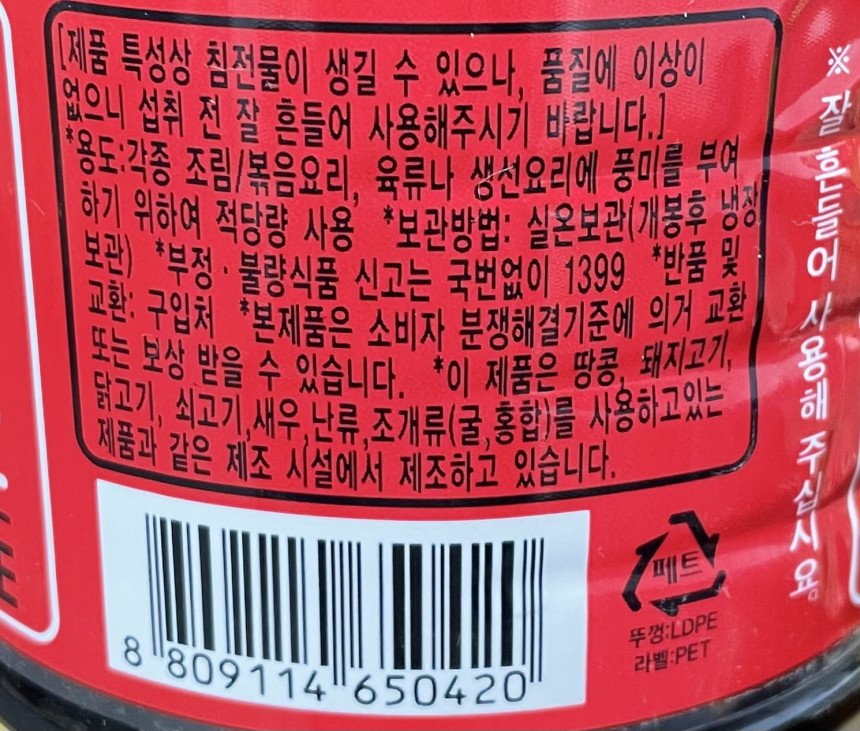 [제품 특성상 침전물이 생길 수 있으나, 품질에 이상이
없으니 섭취 전 잘 흔들어 사용해주시기 바랍니다.]
*용도:각종 조림/볶음요리, 육류나 생선요리에 풍미를 부여
하기 위하여 적당량 사용 *보관방법: 실온보관(개봉후 냉장
보관) *부정·불량식품 신고는 국번없이 1399 *반품 및
교환: 구입처 *본제품은 소비자 분쟁해결기준에 의거 교환
또는 보상 받을 수 있습니다. *이 제품은 땅콩, 돼지고기,
닭고기, 쇠고기,새우,난류,조개류(굴,홍합)를 사용하고있는
제품과 같은 제조 시설에서 제조하고 있습니다.
8 809114 650420
페트
뚜껑:LDPE
라벨:PET
※ 잘 흔들어 사용해 주십시요.